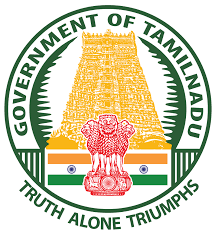 GOVERNMENT OF TAMILNADU
TRUTH ALONE TRIUMPHS